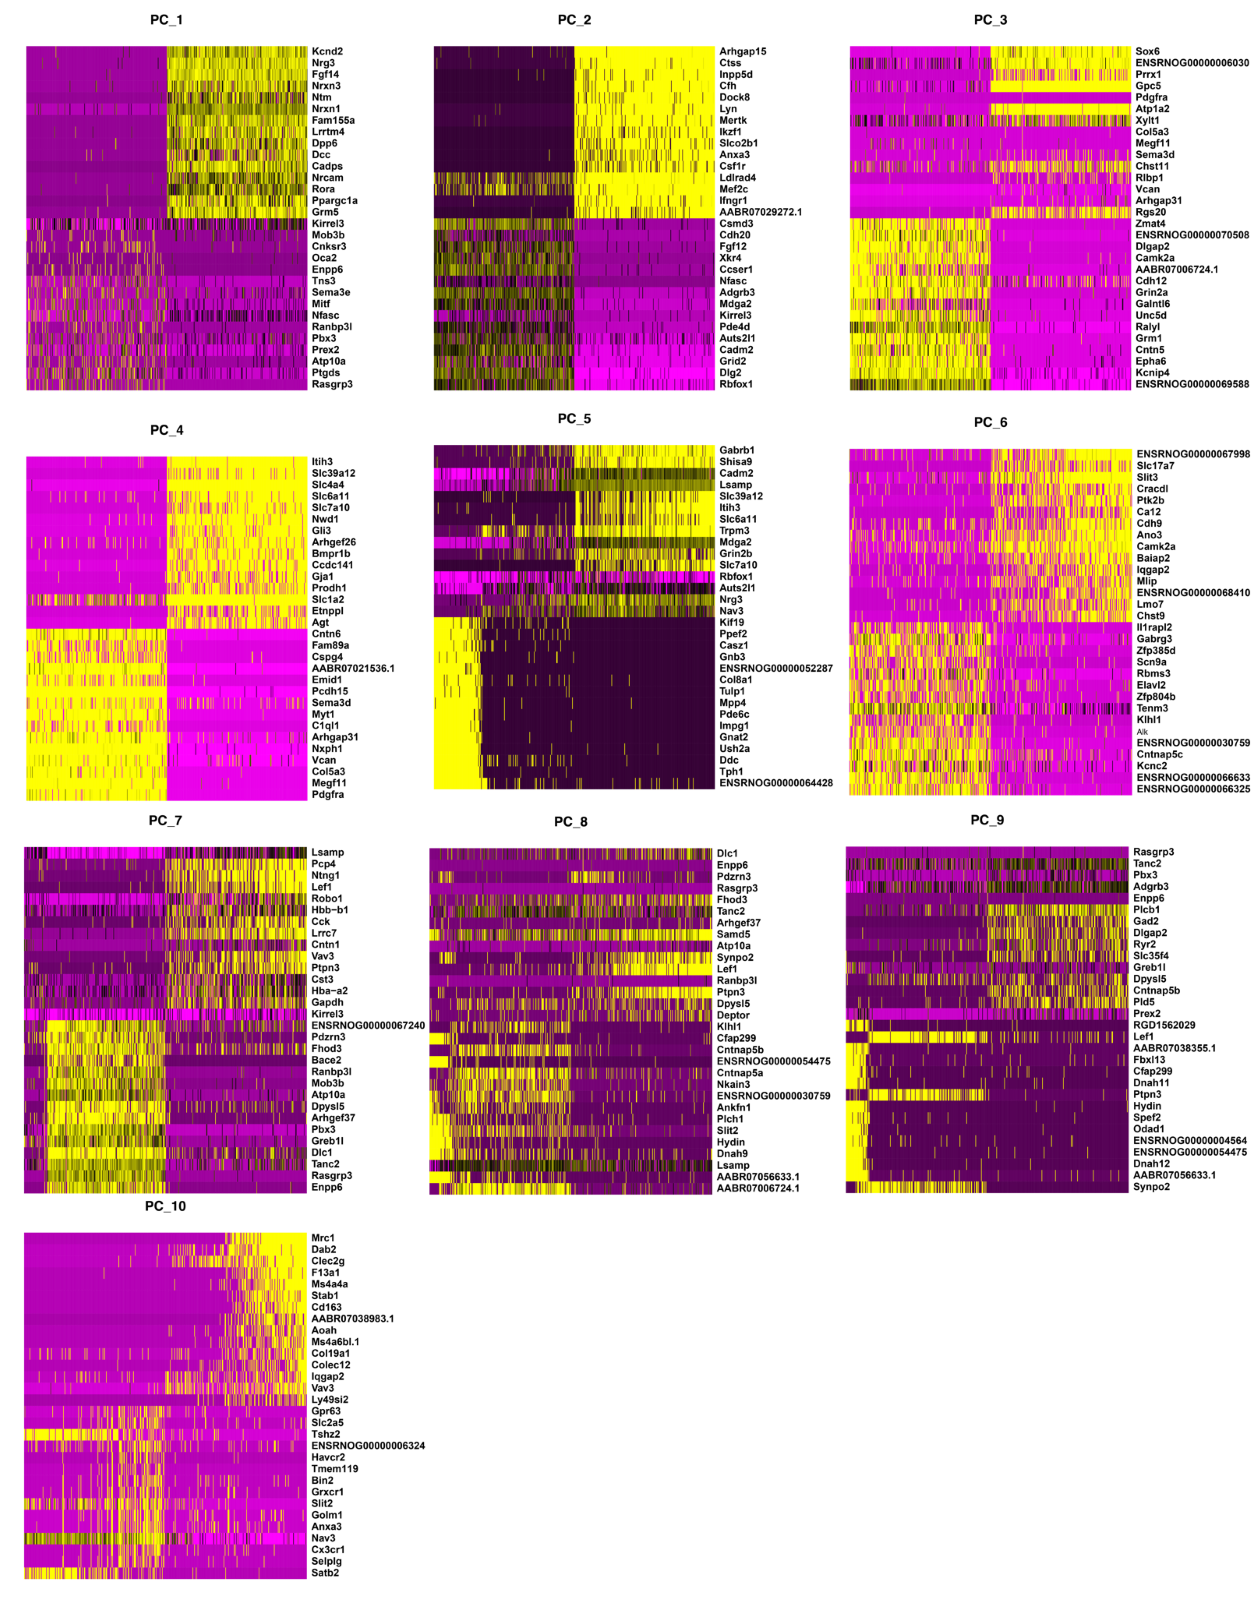 PC_1
Kcnd2
Nrg3
Fgf14
Nrxn3
Ntm
Nrxn1
Fam155a
Lrrtm4
Dpp6
Dcc
Cadps
Nrcam
Rora
Ppargc1a
Grm5
Kirrel3
Mob3b
Cnksr3
Oca2
Enpp6
Tns3
Sema3e
Mitf
Nfasc
Ranbp3l
Pbx3
Prex2
Atp10a
Ptgds
Rasgrp3
PC_2
Arhgap15
Ctss
Inpp5d
Cfh
Dock8
Lyn
Mertk
Ikzf1
Slco2b1
Anxa3
Csf1r
Ldlrad4
Mef2c
Ifngr1
AABR07029272.1
Csmd3
Cdh20
Fgf12
Xkr4
Ccser1
Nfasc
Adgrb3
Mdga2
Kirrel3
Pde4d
Auts2l1
Cadm2
Grid2
Dlg2
Rbfox1
PC_3
Sox6
ENSRNOG00000006030
Prrx1
Gpc5
Pdgfra
Atp1a2
Xylt1
Col5a3
Megf11
Sema3d
Chst11
Rlbp1
Vcan
Arhgap31
Rgs20
Zmat4
ENSRNOG00000070508
Dlgap2
Camk2a
AABR07006724.1
Cdh12
Grin2a
Galntl6
Unc5d
Ralyl
Grm1
Cntn5
Epha6
Kcnip4
ENSRNOG00000069588
PC_4
Itih3
Slc39a12
Slc4a4
Slc6a11
Slc7a10
Nwd1
Gli3
Arhgef26
Bmpr1b
Ccdc141
Gja1
Prodh1
Slc1a2
Etnppl
Agt
Cntn6
Fam89a
Cspg4
AABR07021536.1
Emid1
Pcdh15
Sema3d
Myt1
C1ql1
Arhgap31
Nxph1
Vcan
Col5a3
Megf11
Pdgfra
PC_5
Gabrb1
Shisa9
Cadm2
Lsamp
Slc39a12
Itih3
Slc6a11
Trpm3
Mdga2
Grin2b
Slc7a10
Rbfox1
Auts2l1
Nrg3
Nav3
Kif19
Ppef2
Casz1
Gnb3
ENSRNOG00000052287
Col8a1
Tulp1
Mpp4
Pde6c
Impg1
Gnat2
Ush2a
Ddc
Tph1
ENSRNOG00000064428
PC_6
ENSRNOG00000067998
Slc17a7
Slit3
Cracdl
Ptk2b
Ca12
Cdh9
Ano3
Camk2a
Baiap2
Iqgap2
Mlip
ENSRNOG00000068410
Lmo7
Chst9
Il1rapl2
Gabrg3
Zfp385d
Scn9a
Rbms3
Elavl2
Zfp804b
Tenm3
Klhl1
Alk
ENSRNOG00000030759
Cntnap5c
Kcnc2
ENSRNOG00000066633
ENSRNOG00000066325
PC_7
Lsamp
Pcp4
Ntng1
Lef1
Robo1
Hbb−b1
Cck
Lrrc7
Cntn1
Vav3
Ptpn3
Cst3
Hba−a2
Gapdh
Kirrel3
ENSRNOG00000067240
Pdzrn3
Fhod3
Bace2
Ranbp3l
Mob3b
Atp10a
Dpysl5
Arhgef37
Pbx3
Greb1l
Dlc1
Tanc2
Rasgrp3
Enpp6
PC_8
Dlc1
Enpp6
Pdzrn3
Rasgrp3
Fhod3
Tanc2
Arhgef37
Samd5
Atp10a
Synpo2
Lef1
Ranbp3l
Ptpn3
Dpysl5
Deptor
Klhl1
Cfap299
Cntnap5b
ENSRNOG00000054475
Cntnap5a
Nkain3
ENSRNOG00000030759
Ankfn1
Plch1
Slit2
Hydin
Dnah9
Lsamp
AABR07056633.1
AABR07006724.1
PC_9
Rasgrp3
Tanc2
Pbx3
Adgrb3
Enpp6
Plcb1
Gad2
Dlgap2
Ryr2
Slc35f4
Greb1l
Dpysl5
Cntnap5b
Pld5
Prex2
RGD1562029
Lef1
AABR07038355.1
Fbxl13
Cfap299
Dnah11
Ptpn3
Hydin
Spef2
Odad1
ENSRNOG00000004564
ENSRNOG00000054475
Dnah12
AABR07056633.1
Synpo2
PC_10
Mrc1
Dab2
Clec2g
F13a1
Ms4a4a
Stab1
Cd163
AABR07038983.1
Aoah
Ms4a6bl.1
Col19a1
Colec12
Iqgap2
Vav3
Ly49si2
Gpr63
Slc2a5
Tshz2
ENSRNOG00000006324
Havcr2
Tmem119
Bin2
Grxcr1
Slit2
Golm1
Anxa3
Nav3
Cx3cr1
Selplg
Satb2